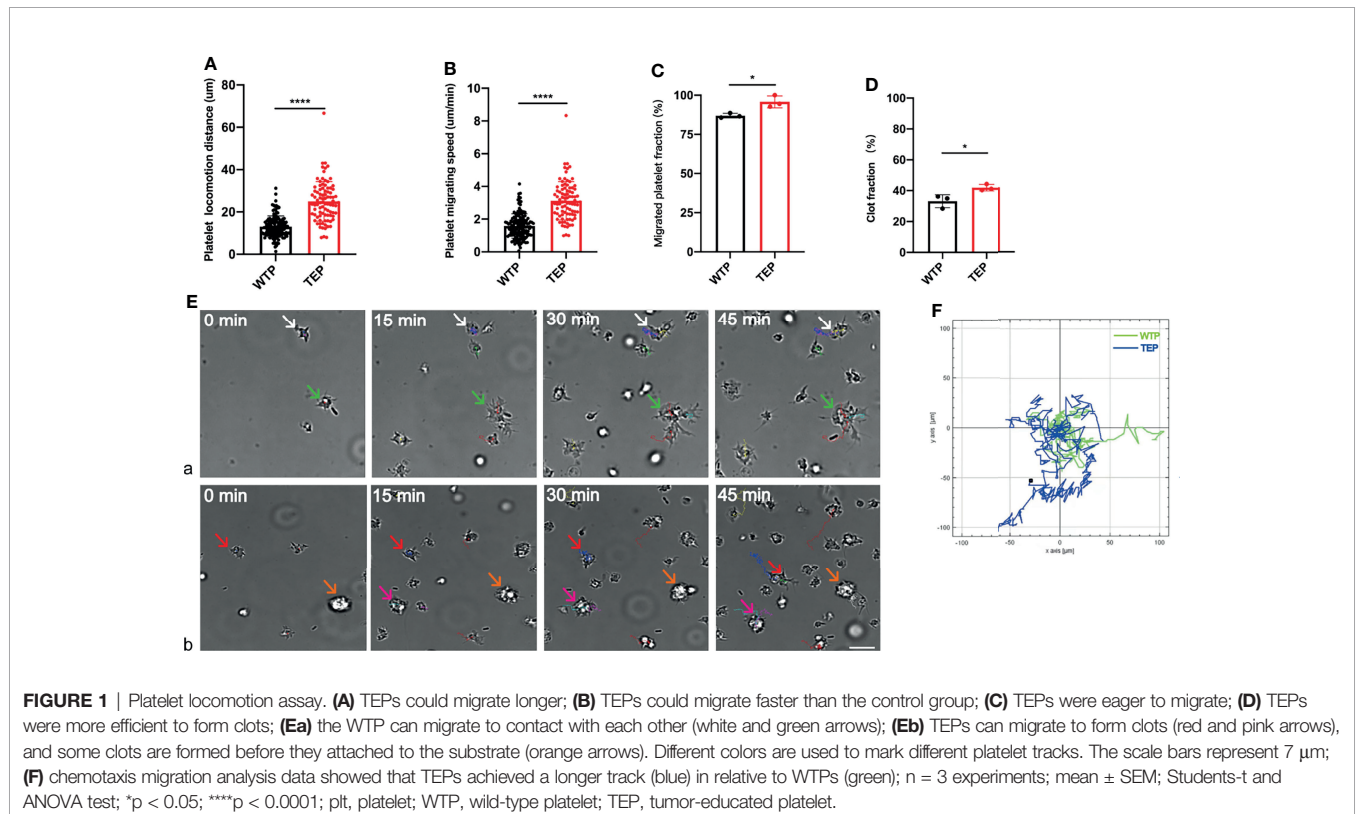 A
Platelet locomotion distance (um)
80
60
40
20
0
****
WTP
TEP
B
Platelet migrating speed (um/min)
10
8
6
4
2
0
****
WTP
TEP
C
Migrated platelet fraction (%)
100
75
50
25
0
*
WTP
TEP
D
Clot fraction (%)
100
80
60
40
20
0
*
WTP
TEP
E
0 min
15 min
30 min
45 min
a
0 min
15 min
30 min
45 min
b
F
WTP
TEP
y axis [µm]
100
50
0
-50
-100
-100
-50
0
50
100
x axis [µm]
FIGURE 1 | Platelet locomotion assay. (A) TEPs could migrate longer; (B) TEPs could migrate faster than the control group; (C) TEPs were eager to migrate; (D) TEPs
were more efficient to form clots; (Ea) the WTP can migrate to contact with each other (white and green arrows); (Eb) TEPs can migrate to form clots (red and pink arrows),
and some clots are formed before they attached to the substrate (orange arrows). Different colors are used to mark different platelet tracks. The scale bars represent 7 µm;
(F) chemotaxis migration analysis data showed that TEPs achieved a longer track (blue) in relative to WTPs (green); n = 3 experiments; mean ± SEM; Students-t and
ANOVA test; *p < 0.05; ****p < 0.0001; plt, platelet; WTP, wild-type platelet; TEP, tumor-educated platelet.